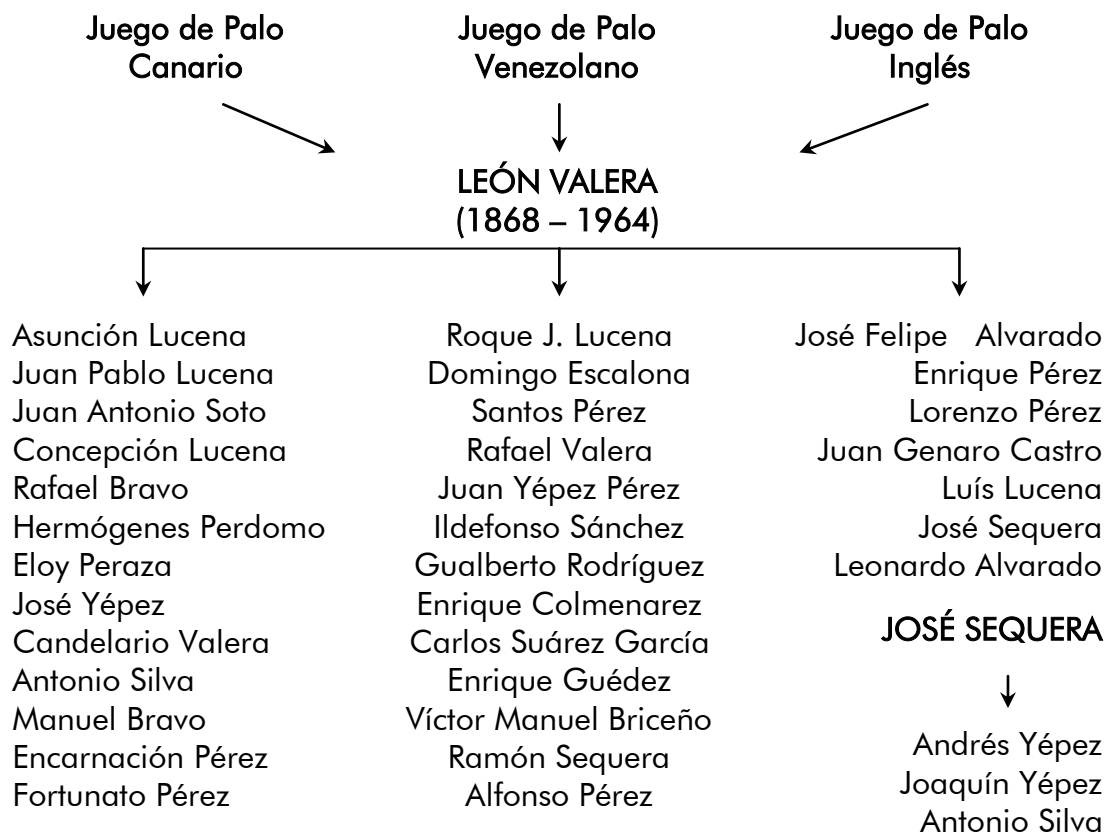 Juego de Palo
Canario
Juego de Palo
Venezolano
Juego de Palo
Inglés
LEÓN VALERA
(1868 – 1964)
Asunción Lucena
Juan Pablo Lucena
Juan Antonio Soto
Concepción Lucena
Rafael Bravo
Hermógenes Perdomo
Eloy Peraza
José Yépez
Candelario Valera
Antonio Silva
Manuel Bravo
Encarnación Pérez
Fortunato Pérez
Roque J. Lucena
Domingo Escalona
Santos Pérez
Rafael Valera
Juan Yépez Pérez
Ildefonso Sánchez
Gualberto Rodríguez
Enrique Colmenarez
Carlos Suárez García
Enrique Guédez
Víctor Manuel Briceño
Ramón Sequera
Alfonso Pérez
José Felipe Alvarado
Enrique Pérez
Lorenzo Pérez
Juan Genaro Castro
Luís Lucena
José Sequera
Leonardo Alvarado
JOSÉ SEQUERA
Andrés Yépez
Joaquín Yépez
Antonio Silva